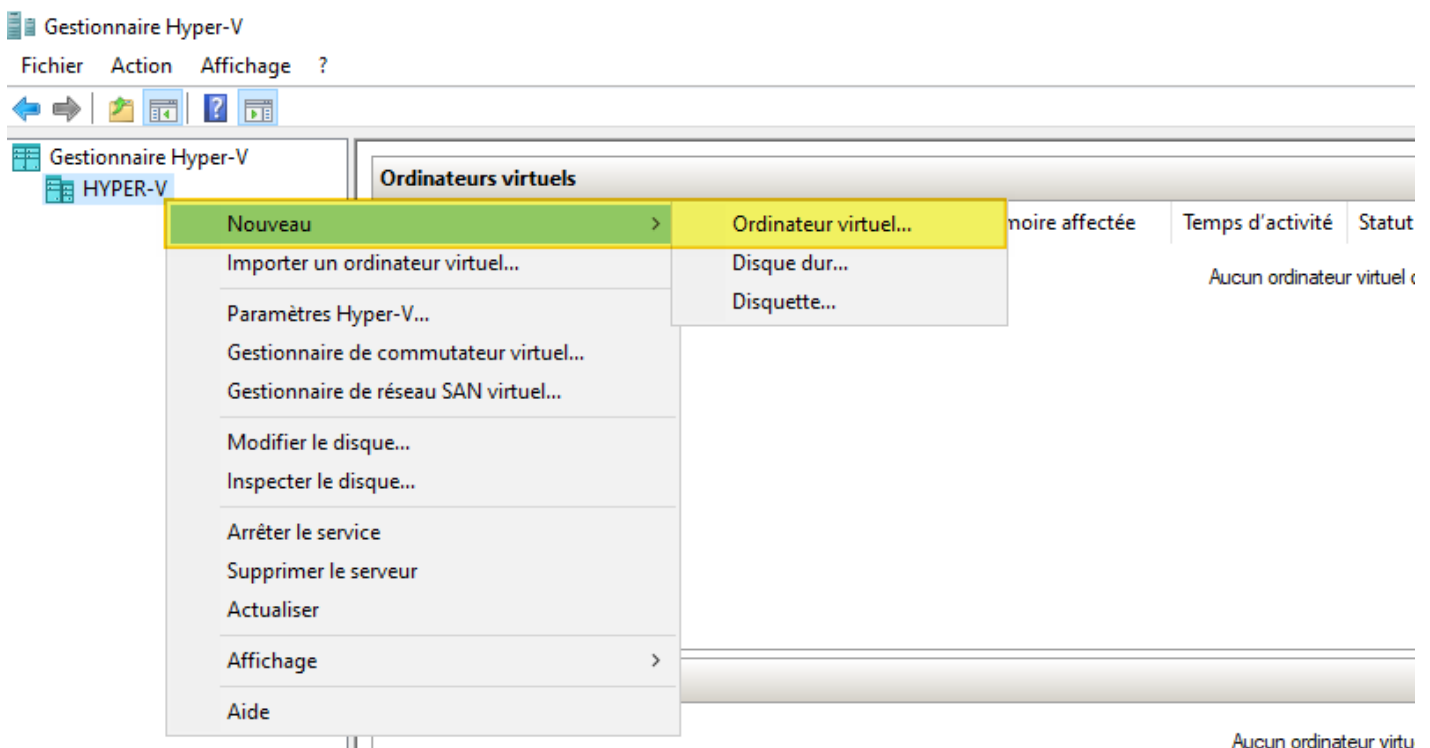 Gestionnaire Hyper-V
Fichier Action Affichage ?
Gestionnaire Hyper-V
HYPER-V
Ordinateurs virtuels
affectée Temps d'activité Statut
Aucun ordinateur virtuel
Nouveau
Importer un ordinateur virtuel...
Paramètres Hyper-V...
Gestionnaire de commutateur virtuel...
Gestionnaire de réseau SAN virtuel...
Modifier le disque...
Inspecter le disque...
Arrêter le service
Supprimer le serveur
Actualiser
Affichage
Aide
Ordinateur virtuel...
Disque dur...
Disquette...
Aucun ordinateur